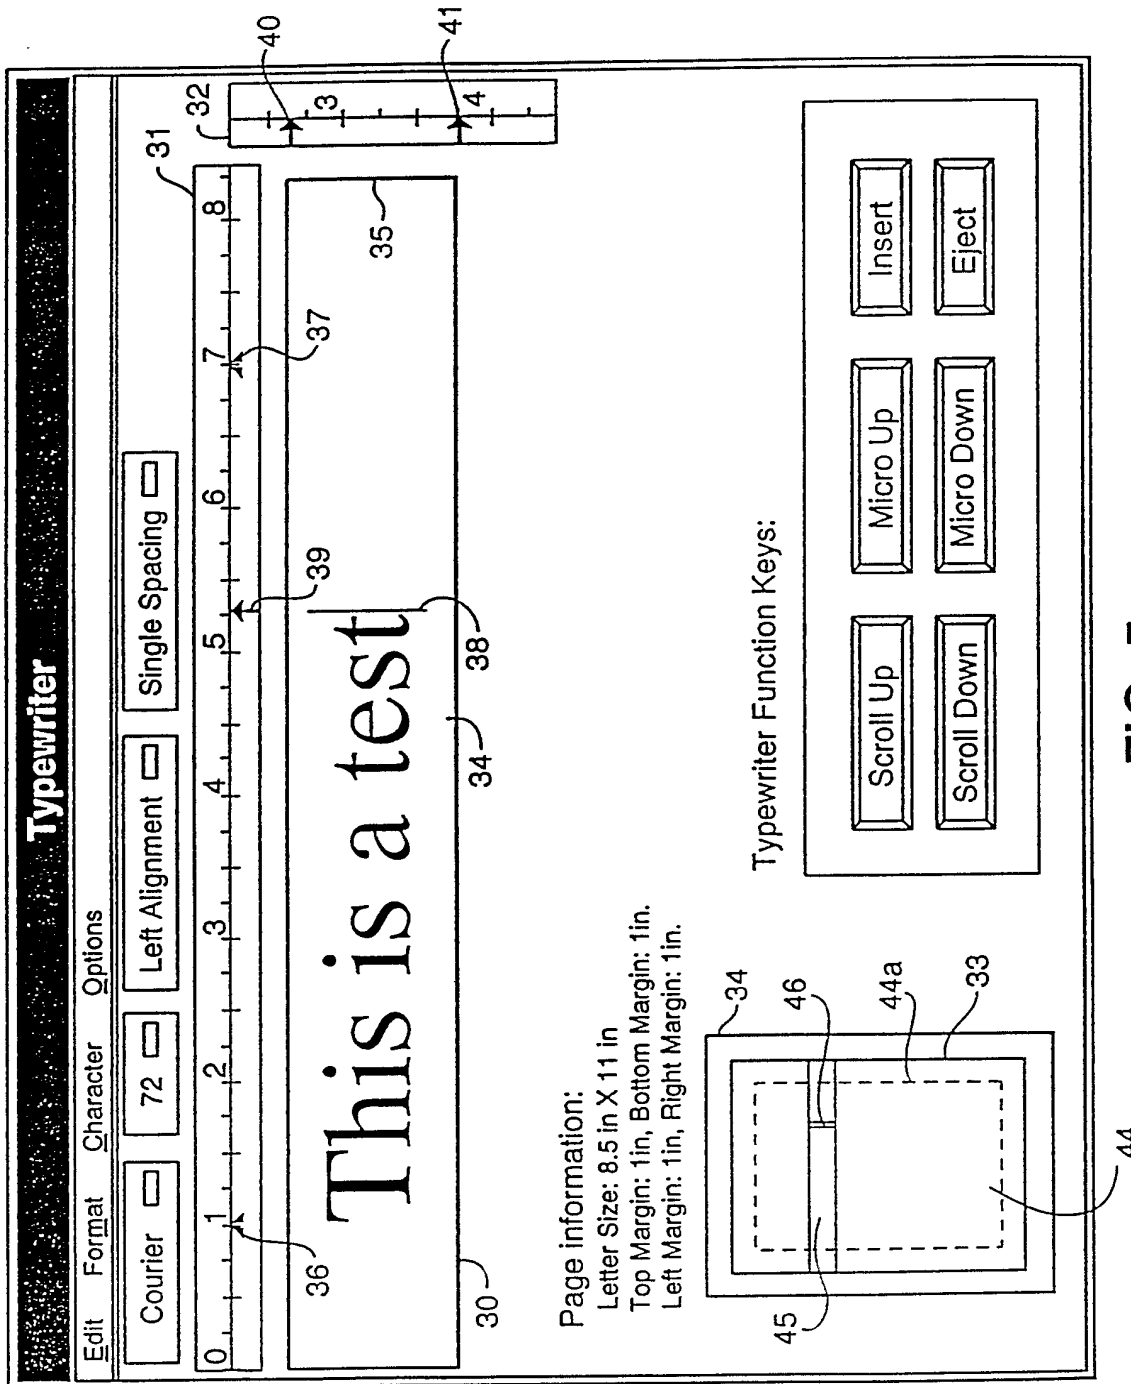 Typewriter
Edit Format Character Options
Courier 72 Left Alignment Single Spacing
31
32
40
0 1 2 3 4 5 6 7 8
3
4
41
36
39
37
This is a test
35
30
34
38
Page information:
Letter Size: 8.5 in X 11 in
Top Margin: 1in, Bottom Margin: 1in.
Left Margin: 1in, Right Margin: 1in.
Typewriter Function Keys:
Scroll Up Micro Up Insert
Scroll Down Micro Down Eject
34
45
46
44a
33
44